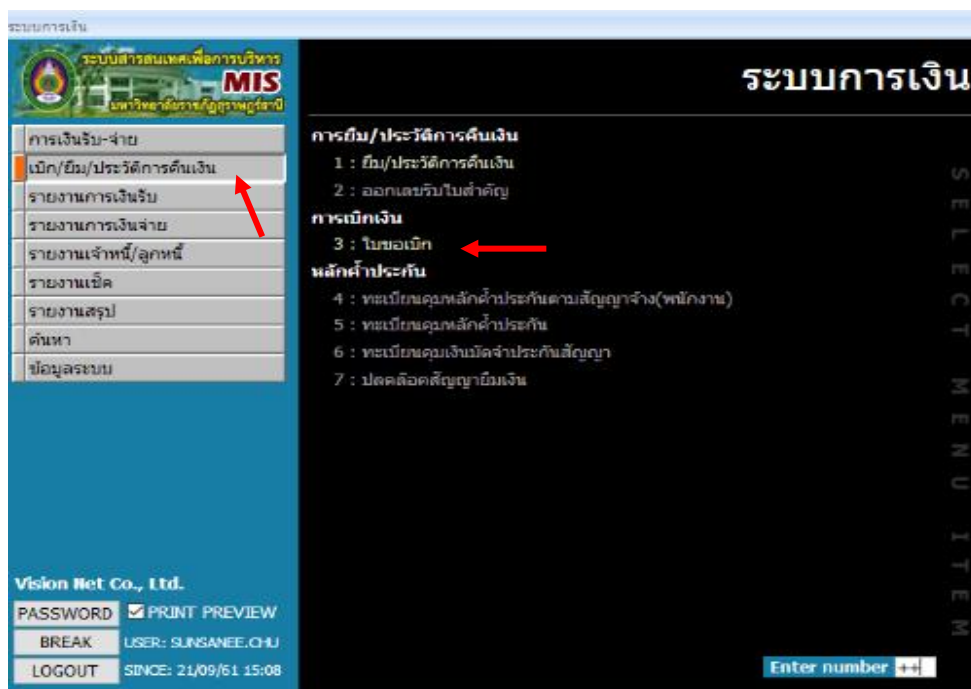 ระบบการเงิน
ระบบสารสนเทศเพื่อการบริหาร
MIS
มหาวิทยาลัยราชภัฏสุราษฎร์ธานี
ระบบการเงิน
การเงินรับ-จ่าย
เบิก/ยืม/ประวัติการคืนเงิน
รายงานการเงินรับ
รายงานการเงินจ่าย
รายงานเจ้าหนี้/ลูกหนี้
รายงานเช็ค
รายงานสรุป
ค้นหา
ข้อมูลระบบ
การยืม/ประวัติการคืนเงิน
1 : ยืม/ประวัติการคืนเงิน
2 : ออกเลขรับใบสำคัญ
การเบิกเงิน
3 : ใบขอเบิก
หลักค้ำประกัน
4 : ทะเบียนคุมหลักค้ำประกันตามสัญญาจ้าง(พนักงาน)
5 : ทะเบียนคุมหลักค้ำประกัน
6 : ทะเบียนคุมเงินมัดจำประกันสัญญา
7 : ปลดล๊อคสัญญายืมเงิน
SELECT MENU ITEM
Vision Net Co., Ltd.
PASSWORD PRINT PREVIEW
BREAK USER: SUNSANEE.CHU
LOGOUT SINCE: 21/09/61 15:08
Enter number ++